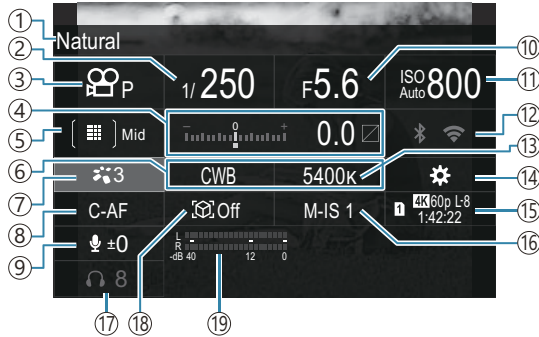 ① Natural
② 1/250 F5.6 ⑩ ISO Auto 800 ⑪
③ P
④ − 0 + 0.0 ⑫
⑤ Mid ⑬
⑥ CWB 5400K
⑦ 3 ⑭
⑧ C-AF Off M-IS 1 1 4K 60p L-8 ⑮
1:42:22
⑨ ±0 L R -dB 40 12 0 ⑯
8
⑰ ⑱ ⑲